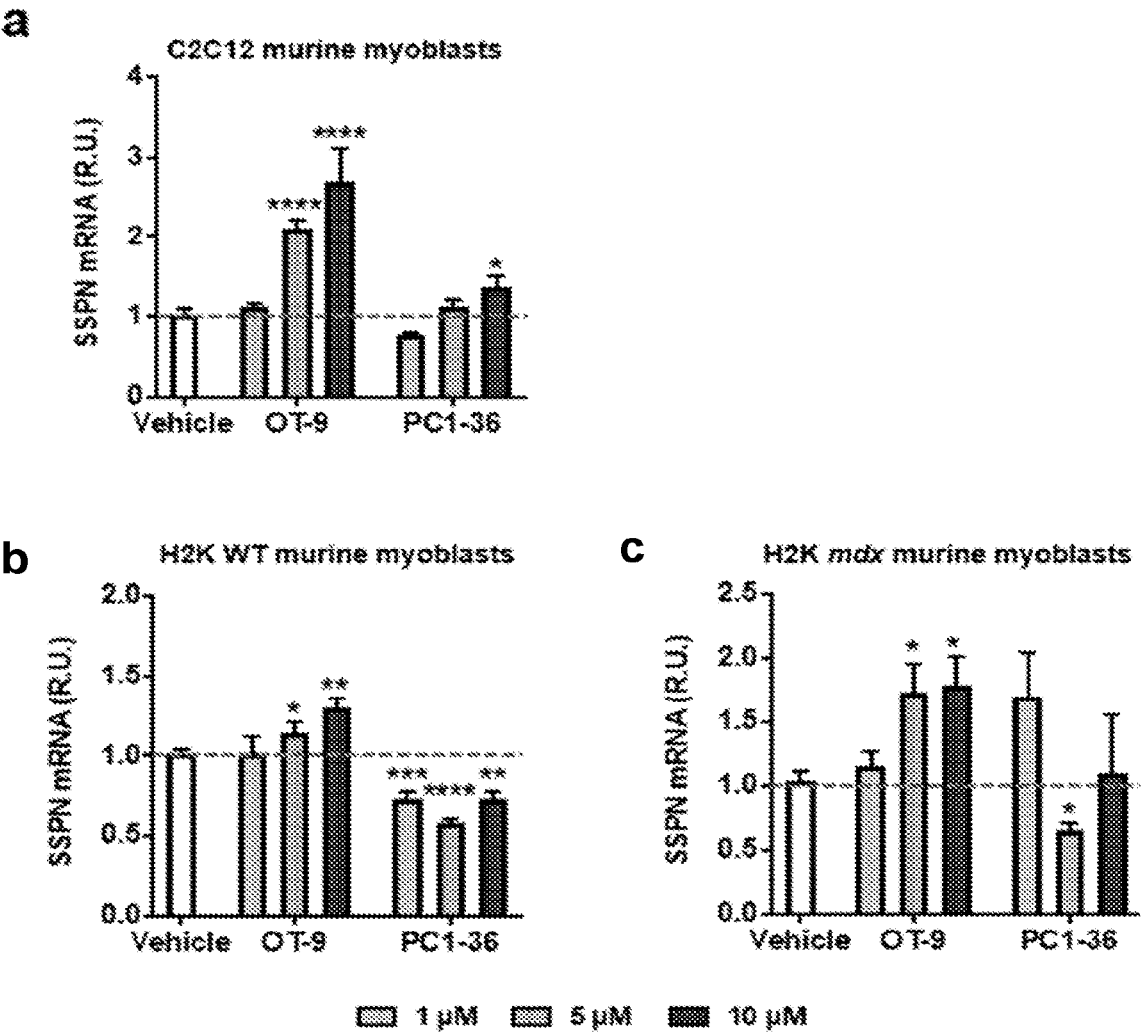 a
C2C12 murine myoblasts
SSPN mRNA (R.U.)
4
3
2
1
0
****
****
*
Vehicle OT-9 PC1-36
b
H2K WT murine myoblasts
SSPN mRNA (R.U.)
2.0
1.5
1.0
0.5
0.0
*
**
***
****
**
Vehicle OT-9 PC1-36
c
H2K mdx murine myoblasts
SSPN mRNA (R.U.)
2.5
2.0
1.5
1.0
0.5
0.0
*
*
*
Vehicle OT-9 PC1-36
1 µM 5 µM 10 µM